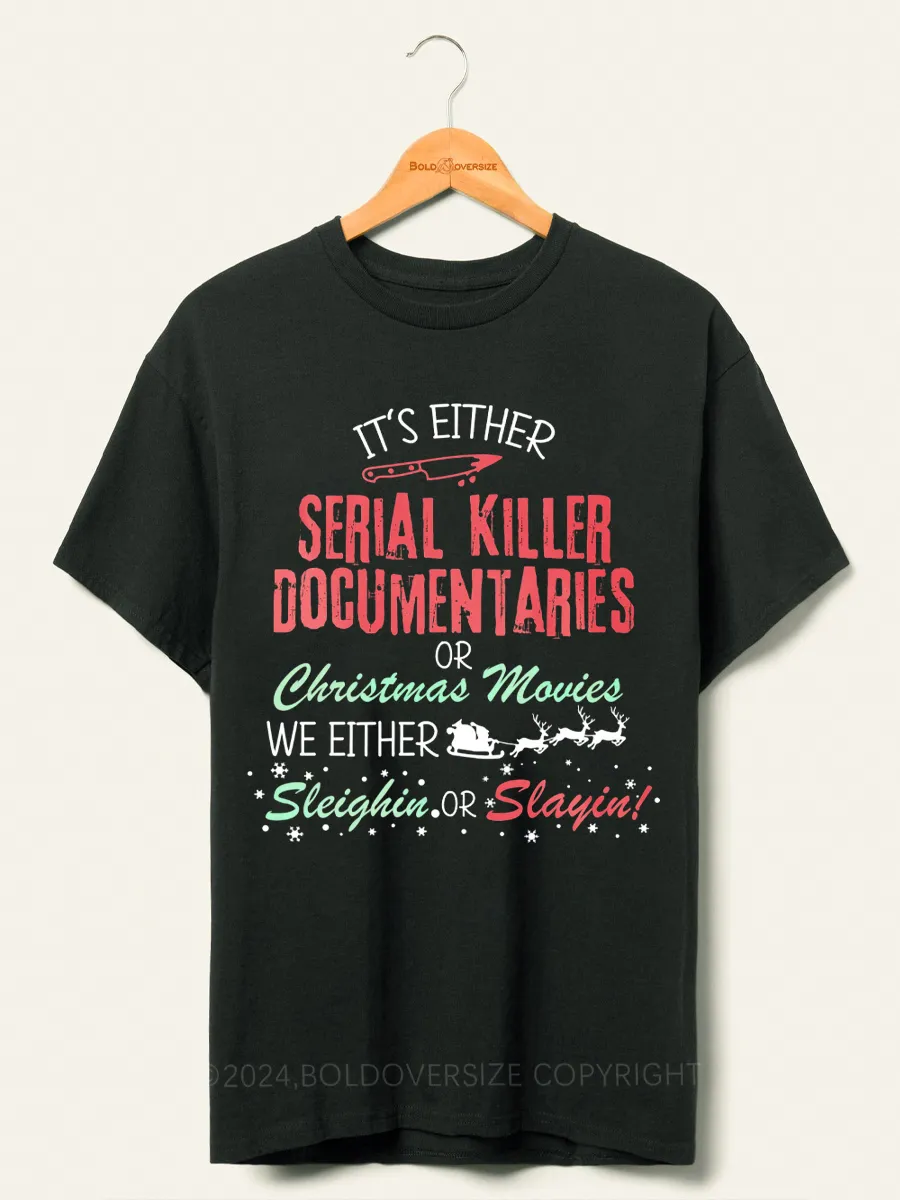 BOLD OVERSIZE
IT'S EITHER
SERIAL KILLER
DOCUMENTARIES
OR
Christmas Movies
WE EITHER
Sleighin. OR Slayin!
©2024,BOLDOVERSIZE COPYRIGHT